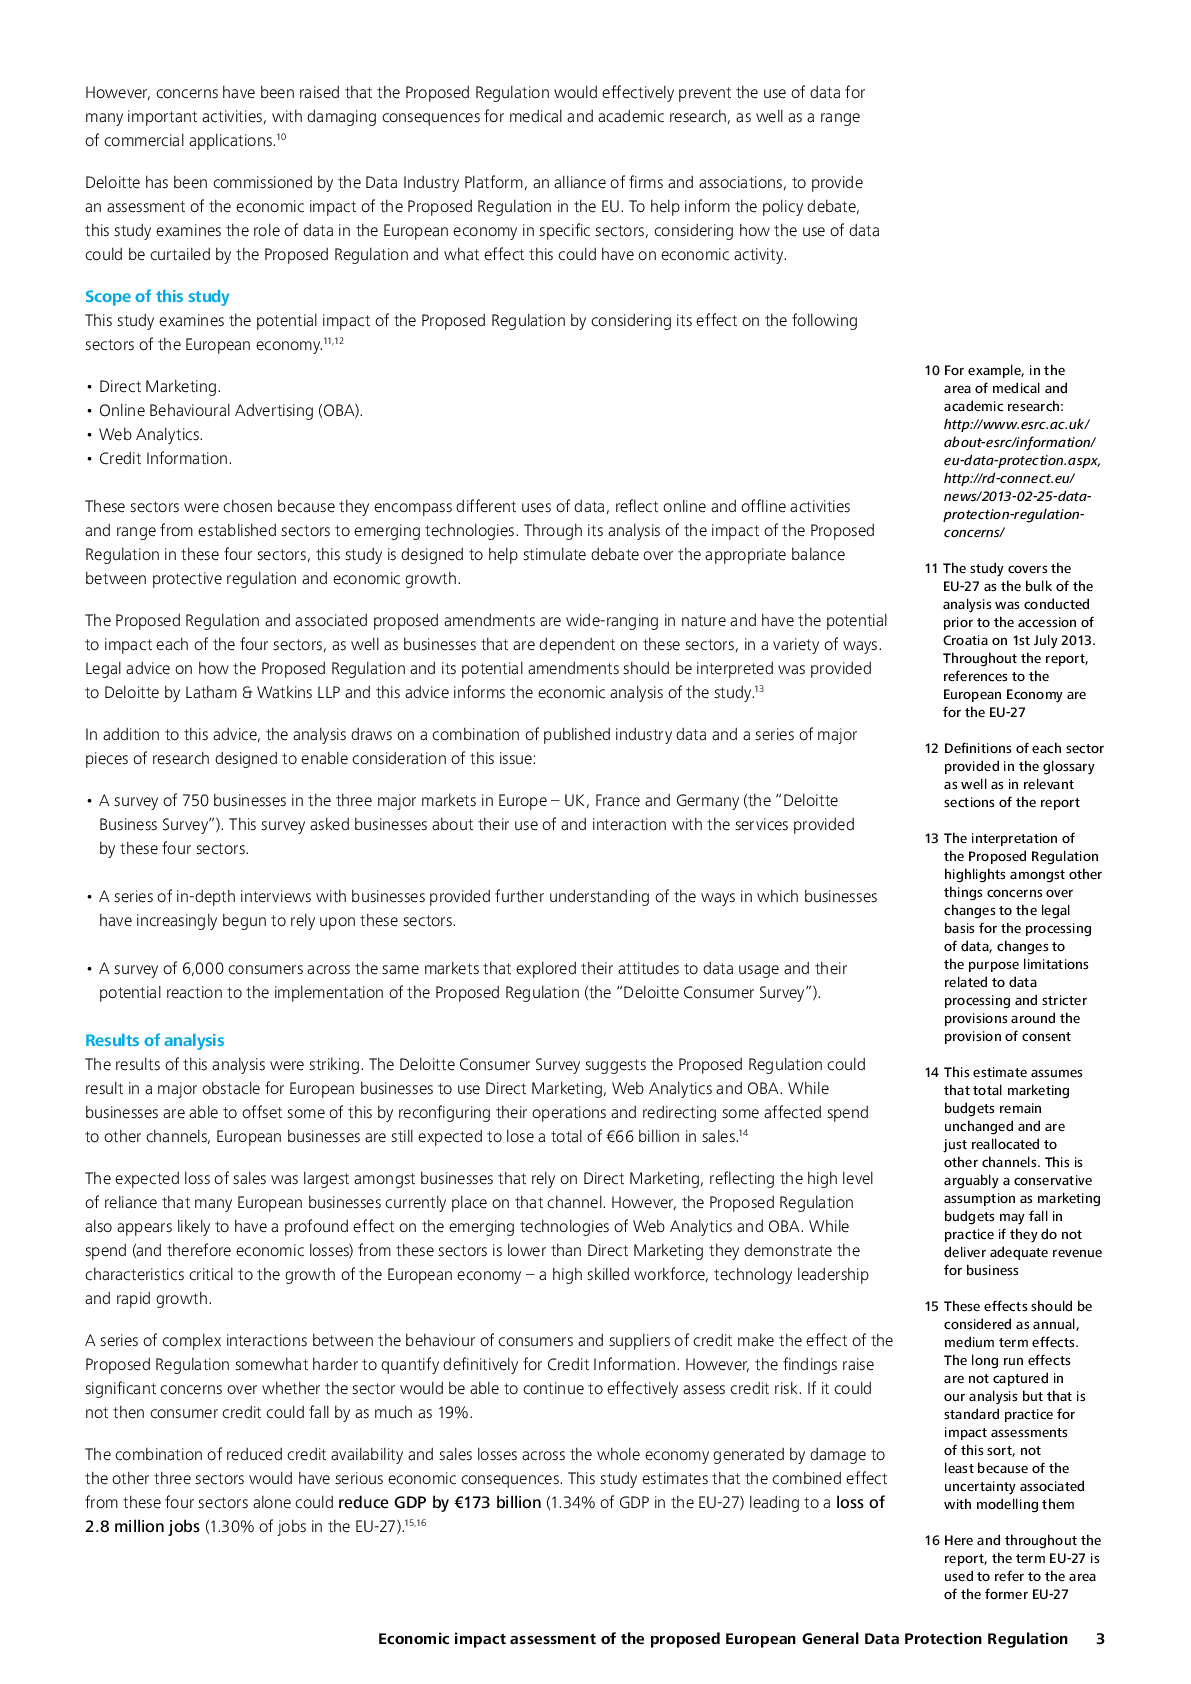 However, concerns have been raised that the Proposed Regulation would effectively prevent the use of data for
many important activities, with damaging consequences for medical and academic research, as well as a range
of commercial applications.10
Deloitte has been commissioned by the Data Industry Platform, an alliance of firms and associations, to provide
an assessment of the economic impact of the Proposed Regulation in the EU. To help inform the policy debate,
this study examines the role of data in the European economy in specific sectors, considering how the use of data
could be curtailed by the Proposed Regulation and what effect this could have on economic activity.
Scope of this study
This study examines the potential impact of the Proposed Regulation by considering its effect on the following
sectors of the European economy.11,12
• Direct Marketing.
• Online Behavioural Advertising (OBA).
• Web Analytics.
• Credit Information.
These sectors were chosen because they encompass different uses of data, reflect online and offline activities
and range from established sectors to emerging technologies. Through its analysis of the impact of the Proposed
Regulation in these four sectors, this study is designed to help stimulate debate over the appropriate balance
between protective regulation and economic growth.
The Proposed Regulation and associated proposed amendments are wide-ranging in nature and have the potential
to impact each of the four sectors, as well as businesses that are dependent on these sectors, in a variety of ways.
Legal advice on how the Proposed Regulation and its potential amendments should be interpreted was provided
to Deloitte by Latham & Watkins LLP and this advice informs the economic analysis of the study.13
In addition to this advice, the analysis draws on a combination of published industry data and a series of major
pieces of research designed to enable consideration of this issue:
• A survey of 750 businesses in the three major markets in Europe – UK, France and Germany (the “Deloitte
Business Survey”). This survey asked businesses about their use of and interaction with the services provided
by these four sectors.
• A series of in-depth interviews with businesses provided further understanding of the ways in which businesses
have increasingly begun to rely upon these sectors.
• A survey of 6,000 consumers across the same markets that explored their attitudes to data usage and their
potential reaction to the implementation of the Proposed Regulation (the “Deloitte Consumer Survey”).
Results of analysis
The results of this analysis were striking. The Deloitte Consumer Survey suggests the Proposed Regulation could
result in a major obstacle for European businesses to use Direct Marketing, Web Analytics and OBA. While
businesses are able to offset some of this by reconfiguring their operations and redirecting some affected spend
to other channels, European businesses are still expected to lose a total of €66 billion in sales.14
The expected loss of sales was largest amongst businesses that rely on Direct Marketing, reflecting the high level
of reliance that many European businesses currently place on that channel. However, the Proposed Regulation
also appears likely to have a profound effect on the emerging technologies of Web Analytics and OBA. While
spend (and therefore economic losses) from these sectors is lower than Direct Marketing they demonstrate the
characteristics critical to the growth of the European economy – a high skilled workforce, technology leadership
and rapid growth.
A series of complex interactions between the behaviour of consumers and suppliers of credit make the effect of the
Proposed Regulation somewhat harder to quantify definitively for Credit Information. However, the findings raise
significant concerns over whether the sector would be able to continue to effectively assess credit risk. If it could
not then consumer credit could fall by as much as 19%.
The combination of reduced credit availability and sales losses across the whole economy generated by damage to
the other three sectors would have serious economic consequences. This study estimates that the combined effect
from these four sectors alone could reduce GDP by €173 billion (1.34% of GDP in the EU-27) leading to a loss of
2.8 million jobs (1.30% of jobs in the EU-27).15,16
10 For example, in the
area of medical and
academic research:
http://www.esrc.ac.uk/
about-esrc/information/
eu-data-protection.aspx,
http://rd-connect.eu/
news/2013-02-25-data-
protection-regulation-
concerns/
11 The study covers the
EU-27 as the bulk of the
analysis was conducted
prior to the accession of
Croatia on 1st July 2013.
Throughout the report,
references to the
European Economy are
for the EU-27
12 Definitions of each sector
provided in the glossary
as well as in relevant
sections of the report
13 The interpretation of
the Proposed Regulation
highlights amongst other
things concerns over
changes to the legal
basis for the processing
of data, changes to
the purpose limitations
related to data
processing and stricter
provisions around the
provision of consent
14 This estimate assumes
that total marketing
budgets remain
unchanged and are
just reallocated to
other channels. This is
arguably a conservative
assumption as marketing
budgets may fall in
practice if they do not
deliver adequate revenue
for business
15 These effects should be
considered as annual,
medium term effects.
The long run effects
are not captured in
our analysis but that is
standard practice for
impact assessments
of this sort, not
least because of the
uncertainty associated
with modelling them
16 Here and throughout the
report, the term EU-27 is
used to refer to the area
of the former EU-27
Economic impact assessment of the proposed European General Data Protection Regulation 3